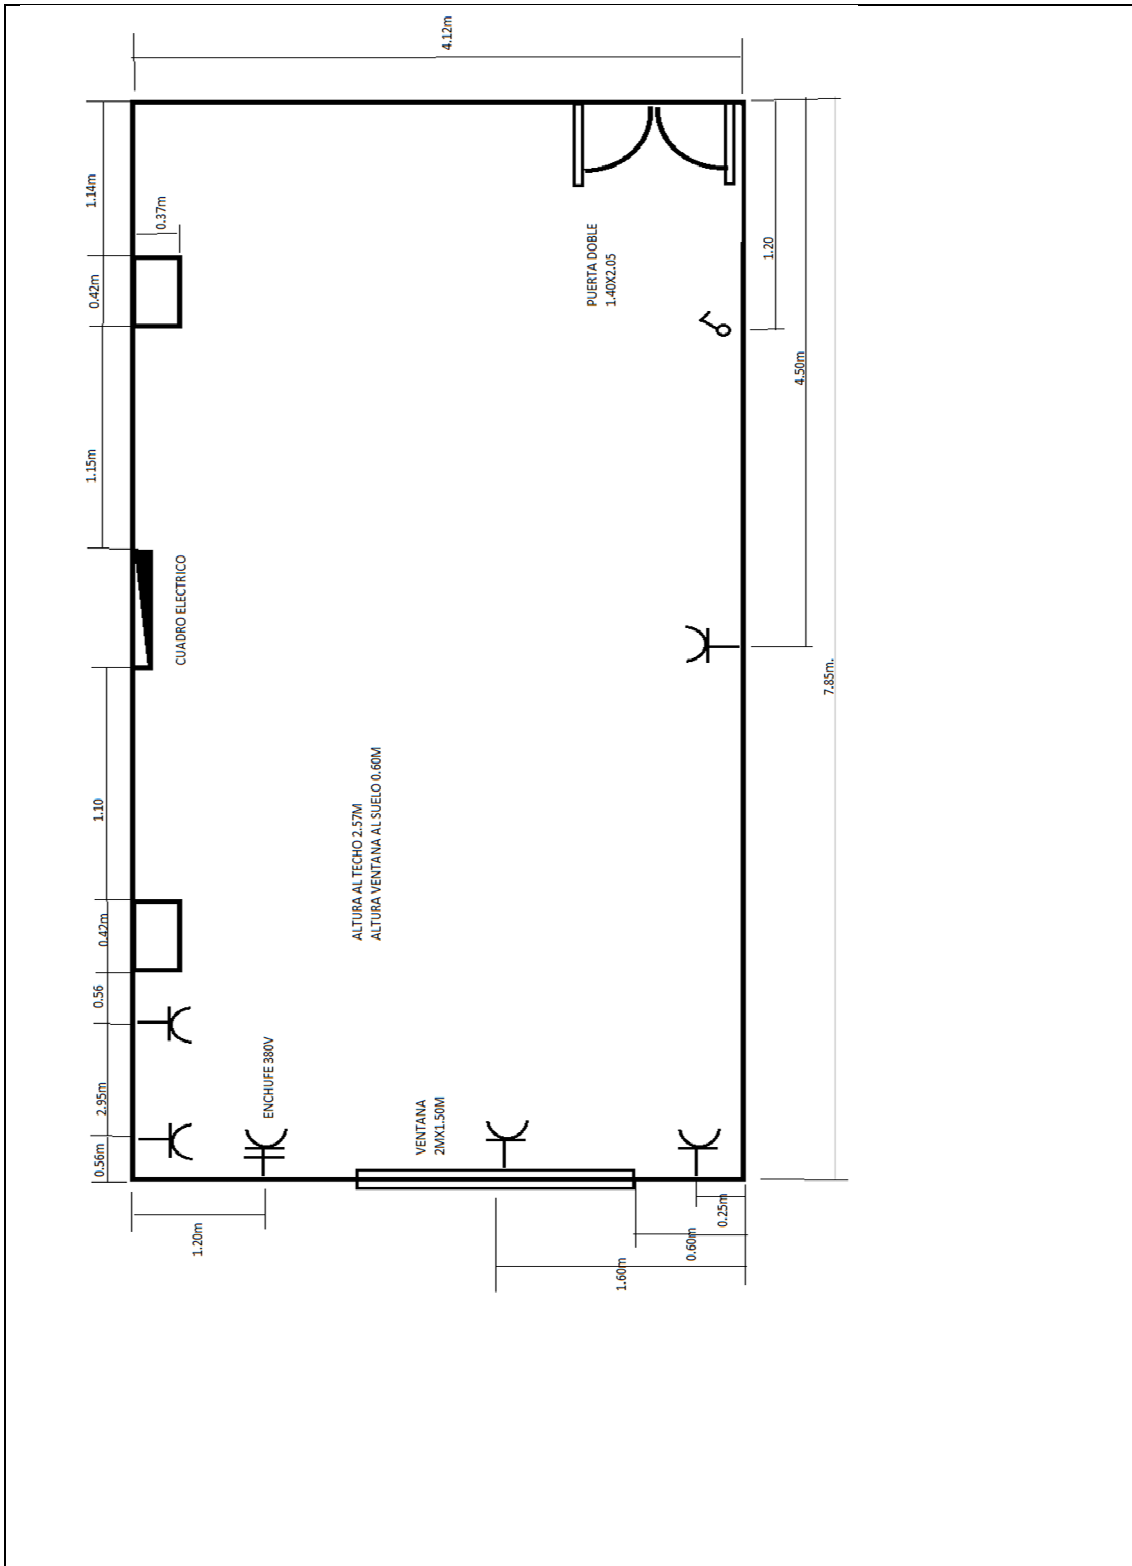 4.12m
1.14m
0.37m
0.42m
1.15m
CUADRO ELECTRICO
1.10
0.42m
0.56
2.95m
0.56m
ENCHUFE 380V
1.20m
ALTURA AL TECHO 2.57M
ALTURA VENTANA AL SUELO 0.60M
VENTANA
2MX1.50M
PUERTA DOBLE
1.40X2.05
1.20
4.50m
7.85m.
0.25m
0.60m
1.60m